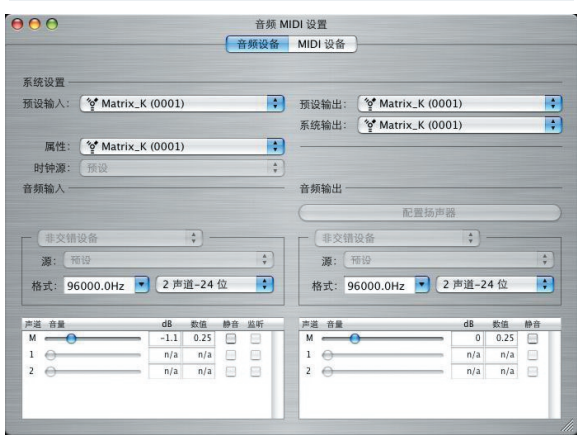 音频 MIDI 设置
音频设备 MIDI 设备
系统设置
预设输入： Matrix_K (0001) 预设输出： Matrix_K (0001)
系统输出： Matrix_K (0001)
属性： Matrix_K (0001)
时钟源： 预设
音频输入 音频输出
配置扬声器
非交错设备 非交错设备
源： 预设 源： 预设
格式： 96000.0Hz 2 声道-24 位 格式： 96000.0Hz 2 声道-24 位
声道 音量 dB 数值 静音 监听 声道 音量 dB 数值 静音
M -1.1 0.25 M 0 0.25
1 n/a n/a 1 n/a n/a
2 n/a n/a 2 n/a n/a